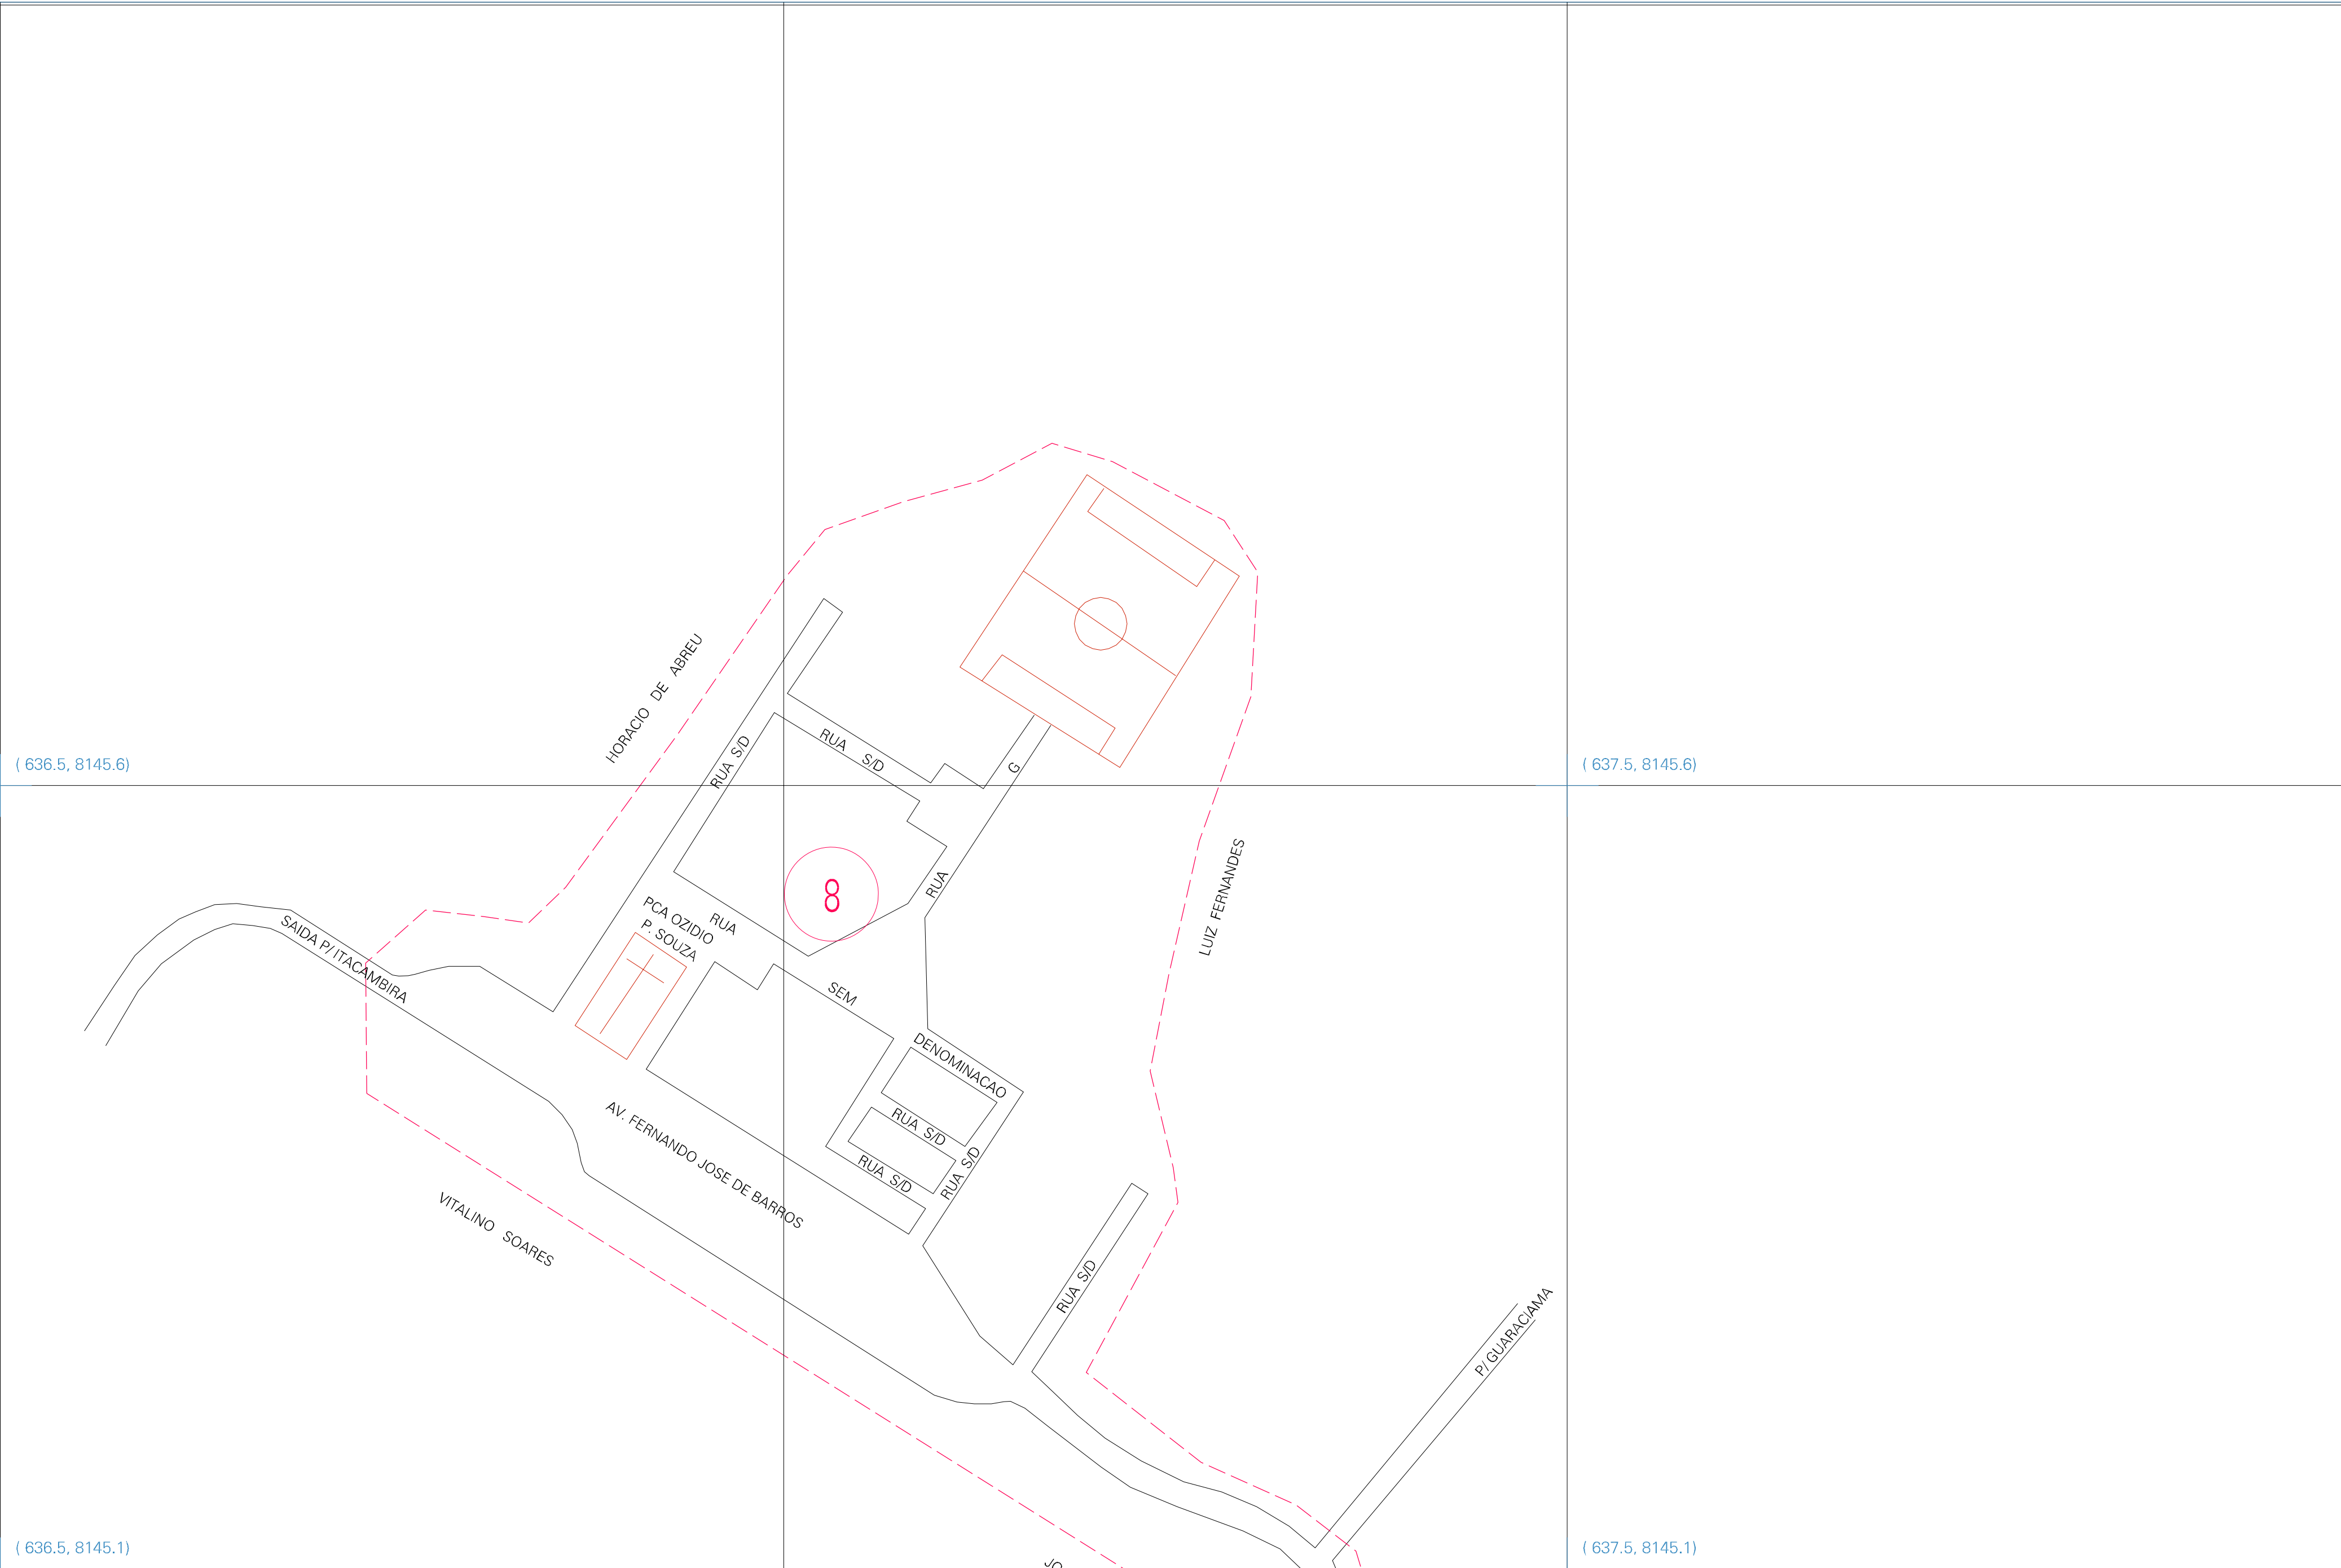 HORACIO DE ABREU
RUA S/D
RUA S/D
G
( 636.5, 8145.6)
( 637.5, 8145.6)
RUA
8
LUIZ FERNANDES
PCA OZIDIO
P. SOUZA
RUA
SAIDA P/ ITACAMBIRA
SEM
DENOMINACAO
RUA S/D
RUA S/D
RUA S/D
AV. FERNANDO JOSE DE BARROS
VITALINO SOARES
RUA S/D
P/ GUARACIAMA
( 636.5, 8145.1)
( 637.5, 8145.1)